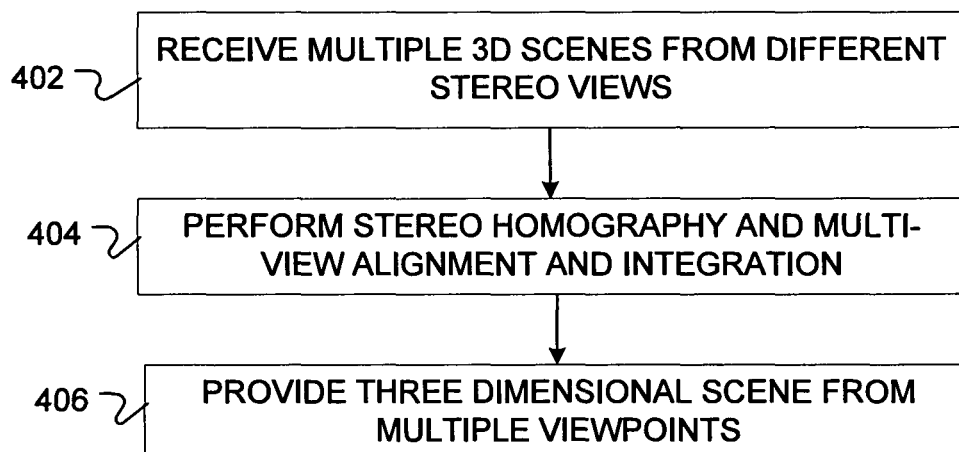 402
RECEIVE MULTIPLE 3D SCENES FROM DIFFERENT
STEREO VIEWS
404
PERFORM STEREO HOMOGRAPHY AND MULTI-
VIEW ALIGNMENT AND INTEGRATION
406
PROVIDE THREE DIMENSIONAL SCENE FROM
MULTIPLE VIEWPOINTS